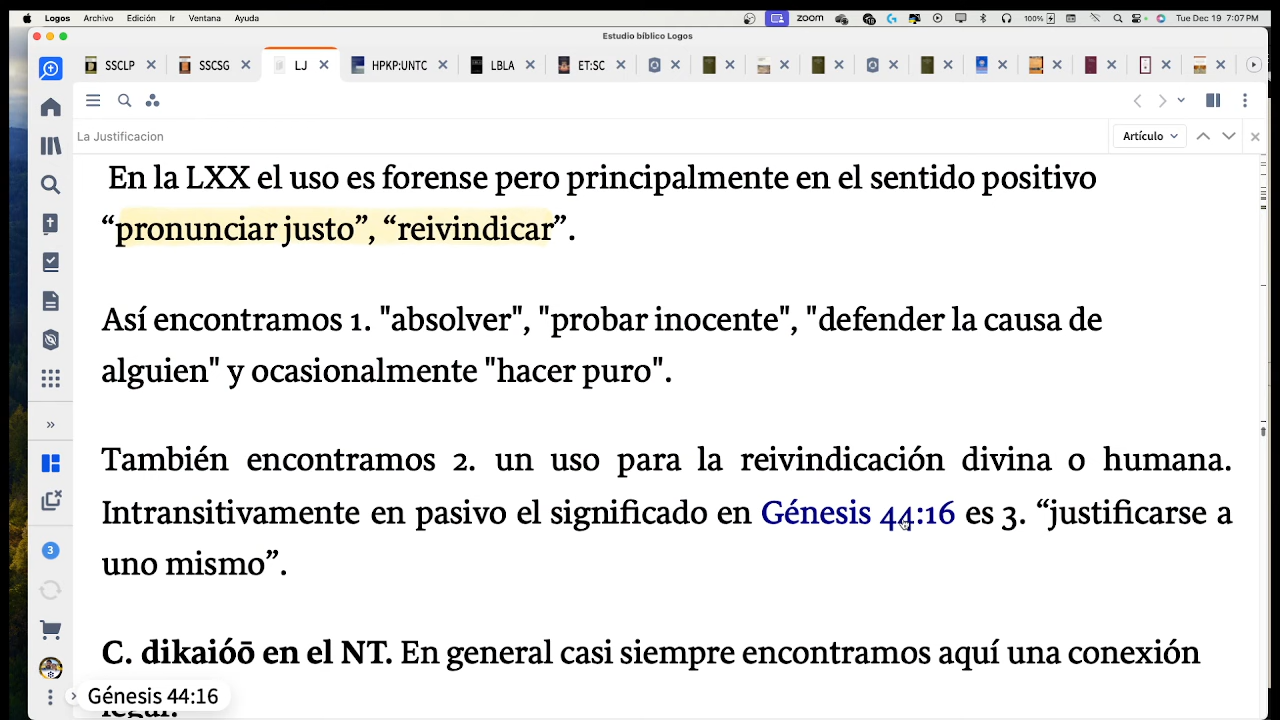 Logos Archivo Edición Ir Ventana Ayuda zoom 100% Tue Dec 19 7:07 PM
Estudio bíblico Logos
SSCLP SSCSG LJ HPKP:UNTC LBLA ET:SC
La Justificacion Artículo
En la LXX el uso es forense pero principalmente en el sentido positivo
“pronunciar justo”, “reivindicar”.
Así encontramos 1. "absolver", "probar inocente", "defender la causa de
alguien" y ocasionalmente "hacer puro".
También encontramos 2. un uso para la reivindicación divina o humana.
Intransitivamente en pasivo el significado en Génesis 44:16 es 3. “justificarse a
uno mismo”.
3
C. dikaióō en el NT. En general casi siempre encontramos aquí una conexión
legal.
Génesis 44:16